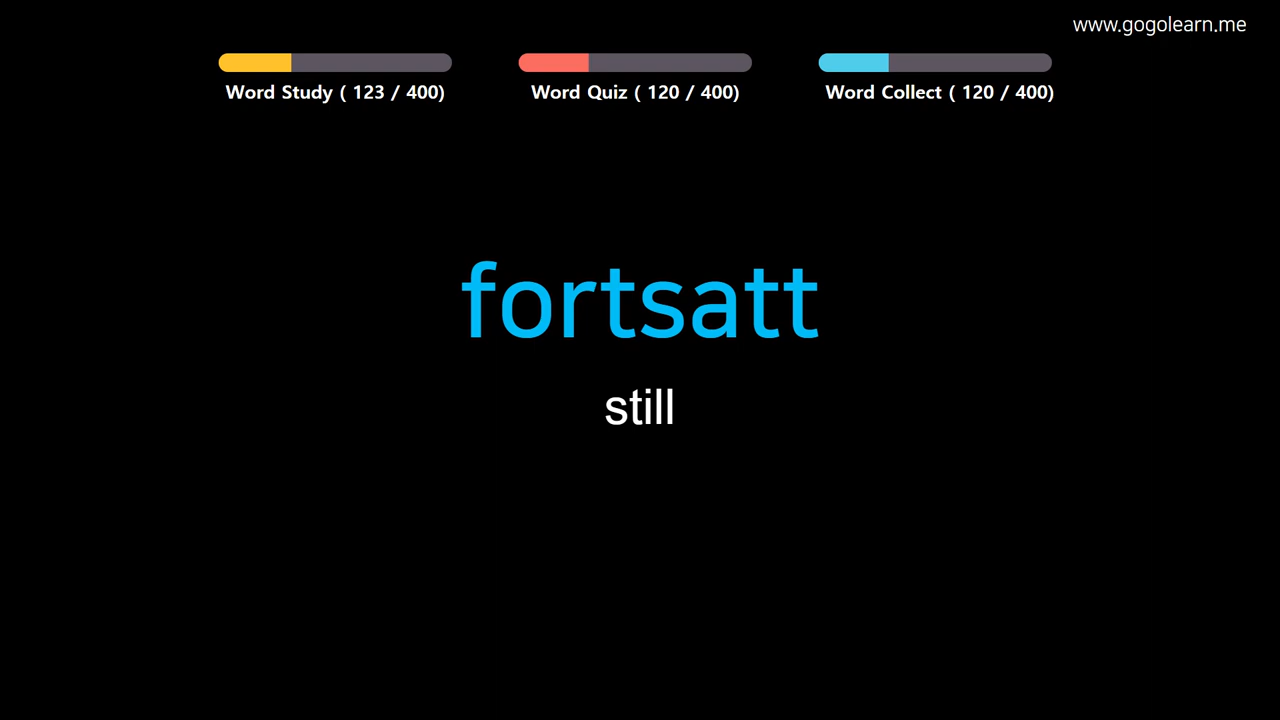 www.gogolearn.me
Word Study ( 123 / 400)
Word Quiz ( 120 / 400)
Word Collect ( 120 / 400)
fortsatt
still